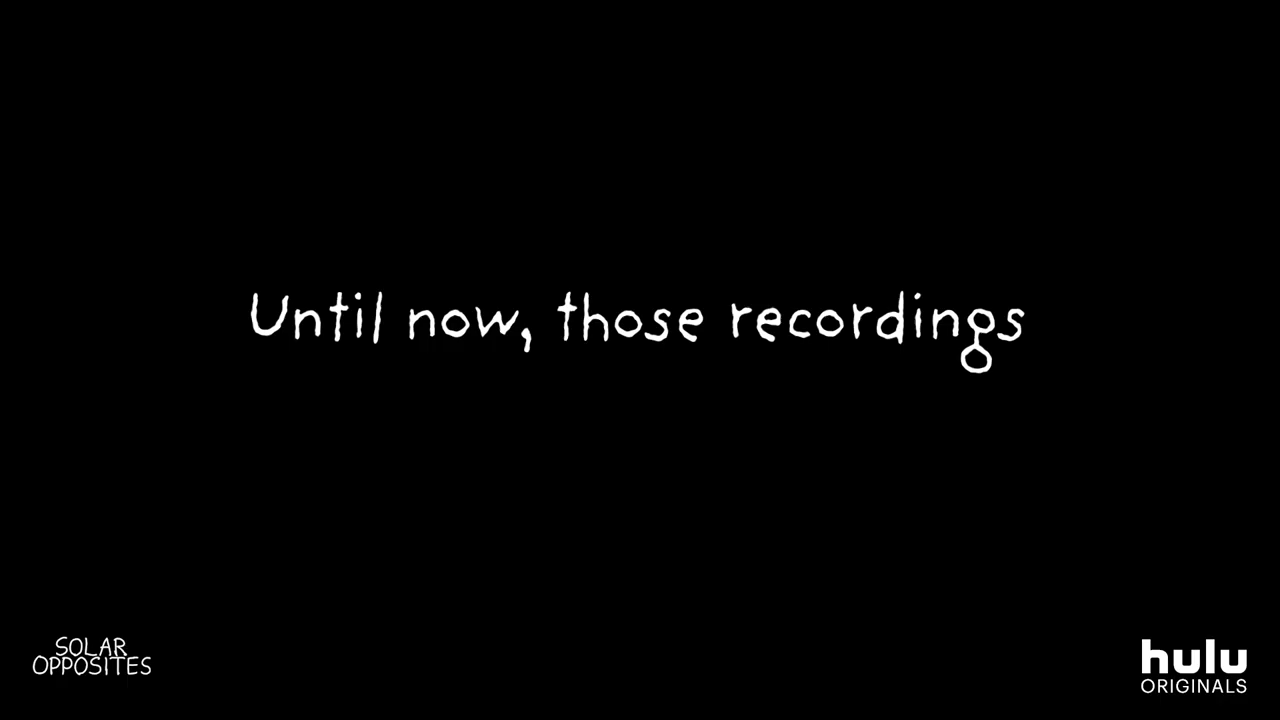 Until now, those recordings
SOLAR
OPPOSITES
hulu
ORIGINALS